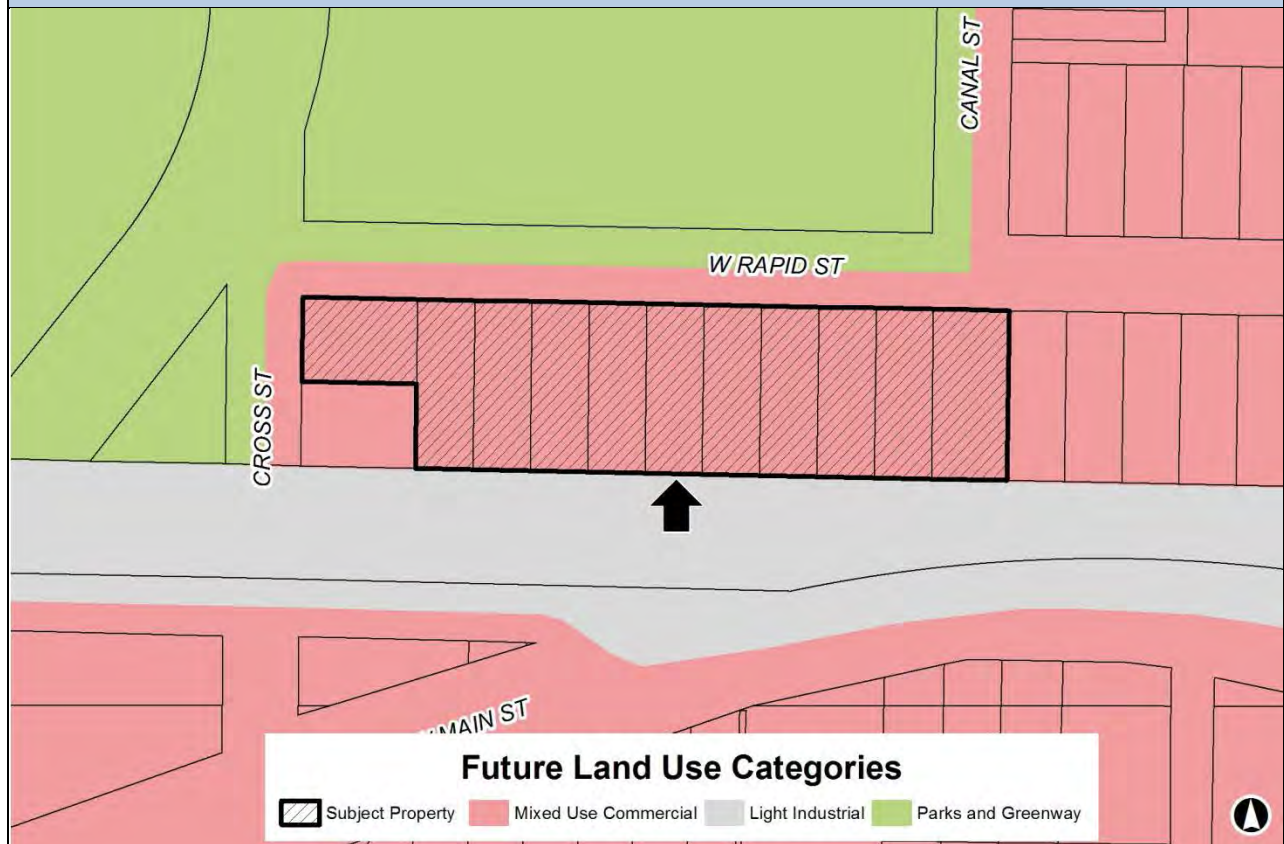 CANAL ST
W RAPID ST
CROSS ST
MAIN ST
Future Land Use Categories
Subject Property
Mixed Use Commercial
Light Industrial
Parks and Greenway